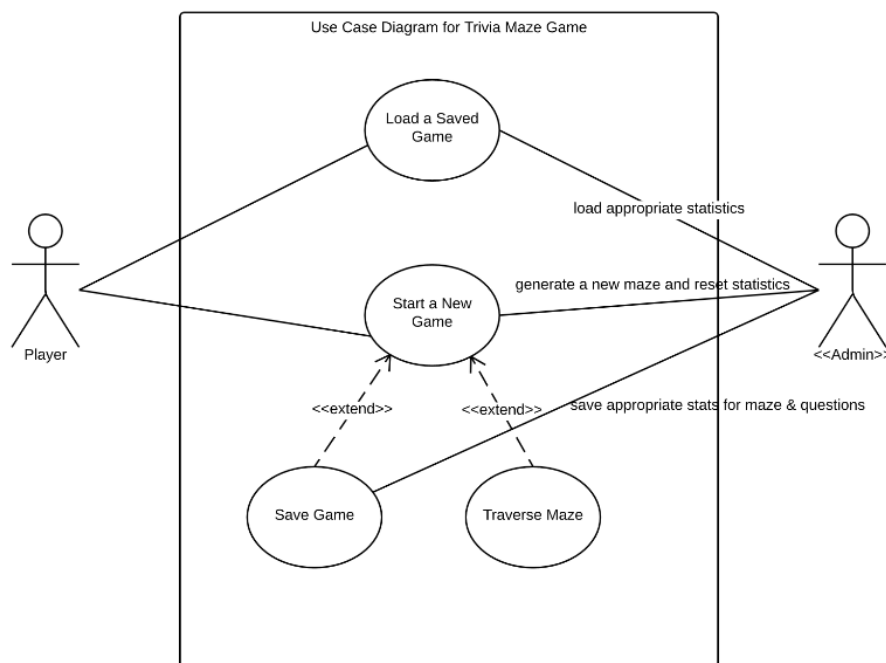 Use Case Diagram for Trivia Maze Game
Load a Saved
Game
load appropriate statistics
generate a new maze and reset statistics
Start a New
Game
Player
<<Admin>>
<<extend>>
<<extend>>
save appropriate stats for maze & questions
Save Game
Traverse Maze